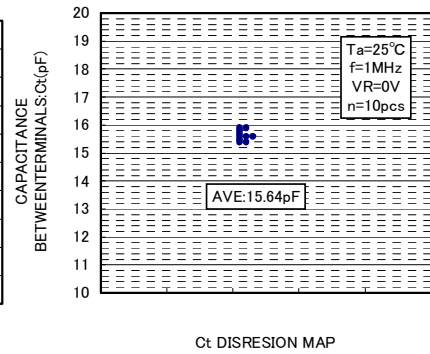 CAPACITANCE
BETWEENTERMINALS:Ct(pF)
20
19
18
17
16
15
14
13
12
11
10
Ta=25°C
f=1MHz
VR=0V
n=10pcs
AVE:15.64pF
Ct DISRESION MAP